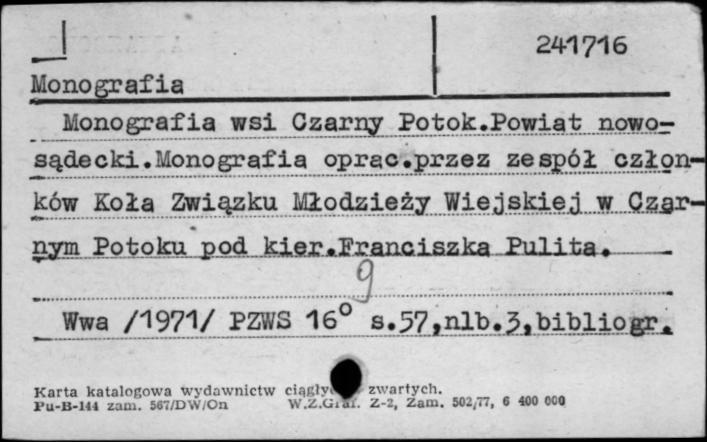 241716
Monografia
Monografia wsi Czarny Potok.Powiat nowo-
sądecki.Monografia oprac.przez zespół człon-
ków Koła Związku Młodzieży Wiejskiej w Czar-
nym Potoku pod kier.Franciszka Pulita.
9
Wwa /1971/ PZWS 16° s.57,nlb.3,bibliogr.
Karta katalogowa wydawnictw zwartych.
Pu-B-144 zam. 567/DW/On W.Z.Graf. Z-2, Zam. 502/77, 6 400 000